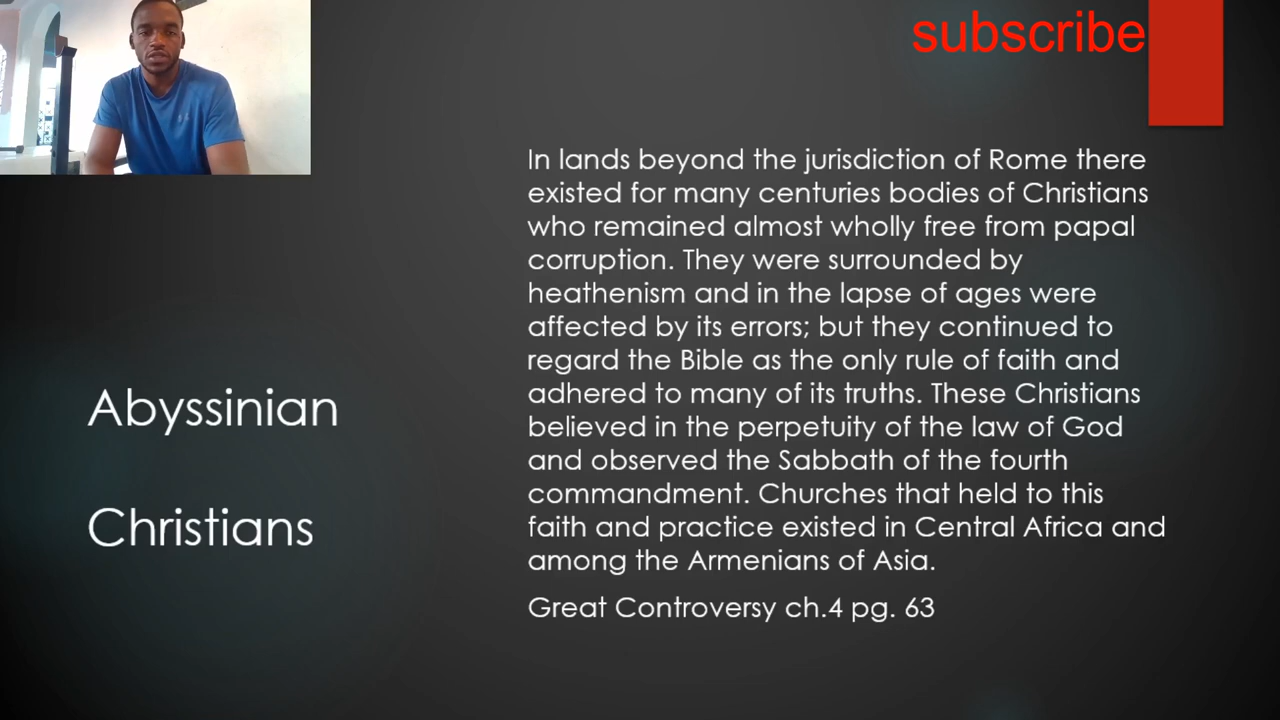 subscribe
In lands beyond the jurisdiction of Rome there
existed for many centuries bodies of Christians
who remained almost wholly free from papal
corruption. They were surrounded by
heathenism and in the lapse of ages were
affected by its errors; but they continued to
regard the Bible as the only rule of faith and
adhered to many of its truths. These Christians
believed in the perpetuity of the law of God
and observed the Sabbath of the fourth
commandment. Churches that held to this
faith and practice existed in Central Africa and
among the Armenians of Asia.
Great Controversy ch.4 pg. 63
Abyssinian
Christians